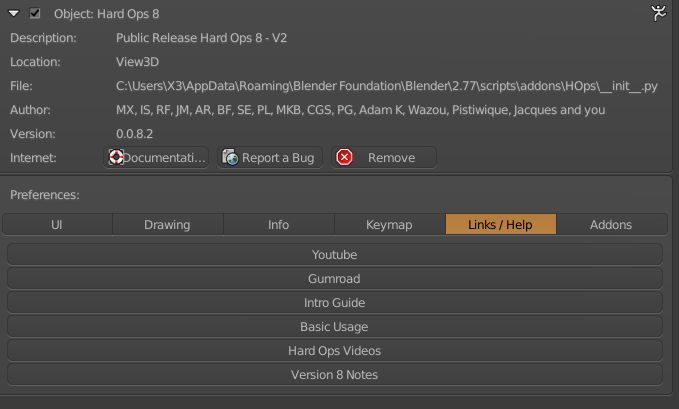 Object: Hard Ops 8
Description: Public Release Hard Ops 8 - V2
Location: View3D
File: C:\Users\X3\AppData\Roaming\Blender Foundation\Blender\2.77\scripts\addons\HOps\__init__.py
Author: MX, IS, RF, JM, AR, BF, SE, PL, MKB, CGS, PG, Adam K, Wazou, Pistiwique, Jacques and you
Version: 0.0.8.2
Internet: Documentati... Report a Bug Remove
Preferences:
UI Drawing Info Keymap Links / Help Addons
Youtube
Gumroad
Intro Guide
Basic Usage
Hard Ops Videos
Version 8 Notes